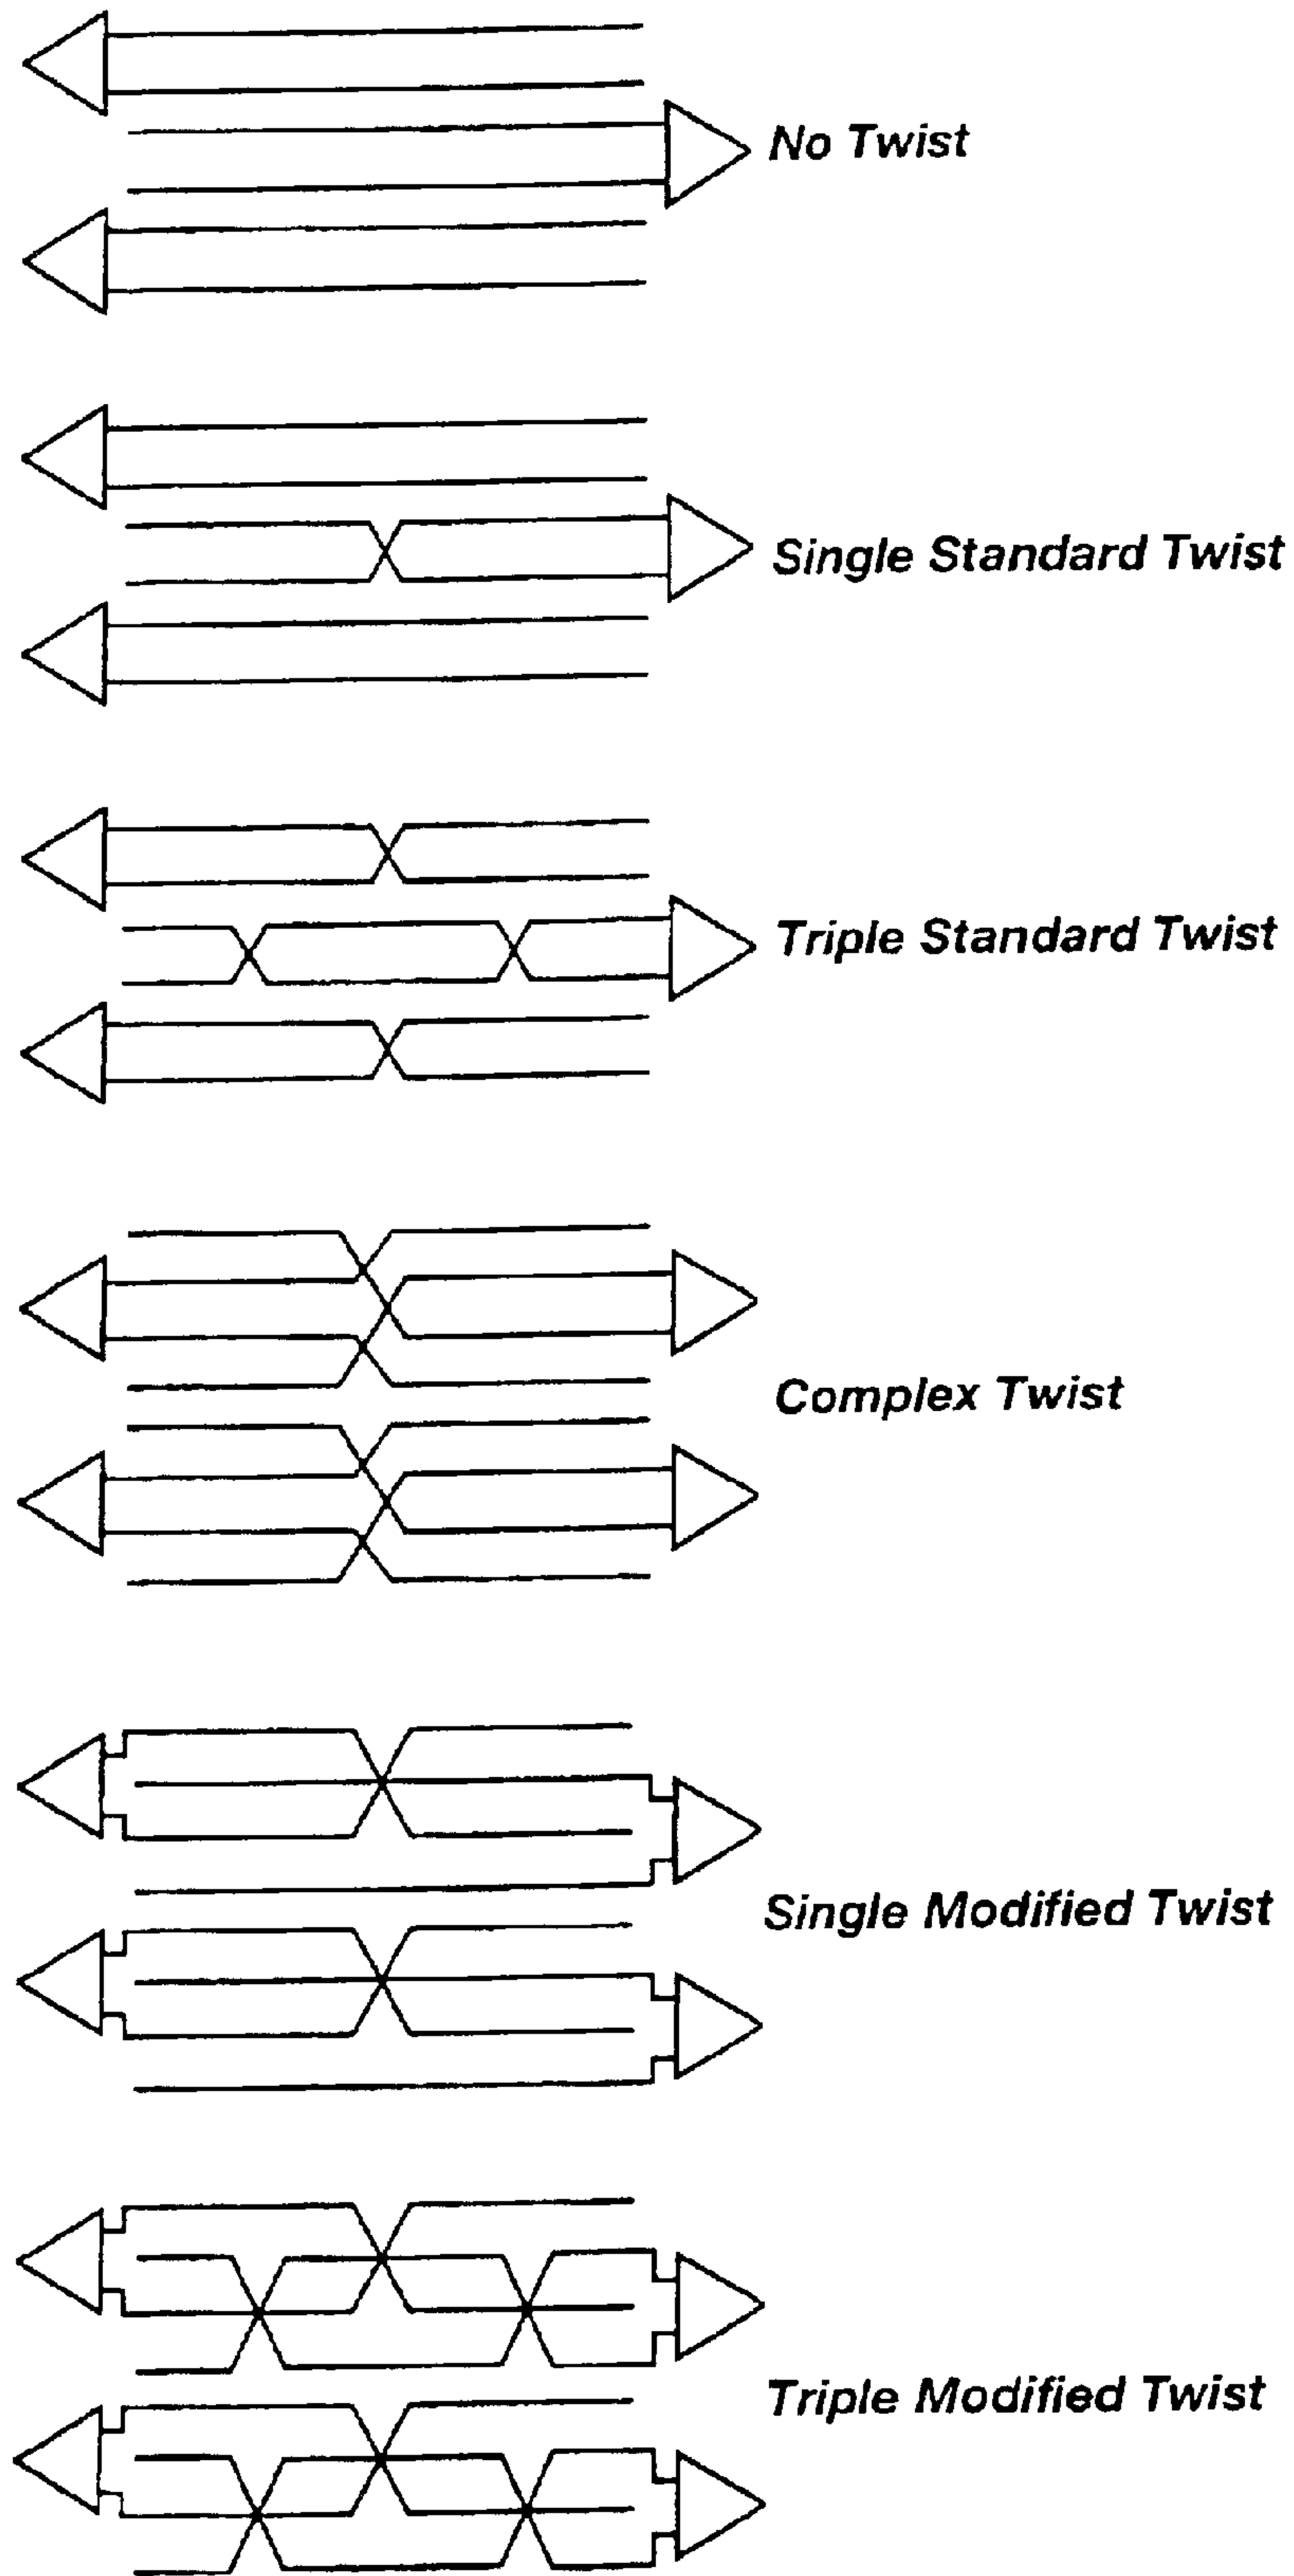 No Twist
Single Standard Twist
Triple Standard Twist
Complex Twist
Single Modified Twist
Triple Modified Twist